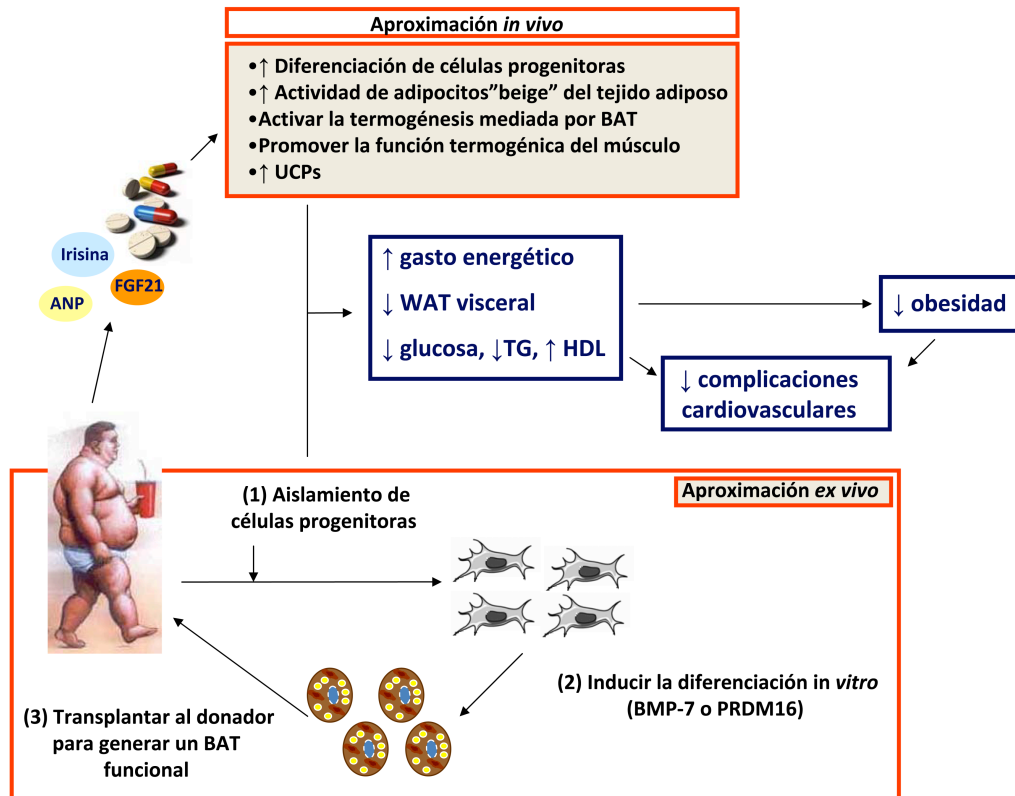 Aproximación in vivo
•↑ Diferenciación de células progenitoras
•↑ Actividad de adipocitos”beige” del tejido adiposo
•Activar la termogénesis mediada por BAT
•Promover la función termogénica del músculo
•↑ UCPs
Irisina
FGF21
ANP
↑ gasto energético
↓ WAT visceral
↓ glucosa, ↓TG, ↑ HDL
↓ obesidad
↓ complicaciones
cardiovasculares
Aproximación ex vivo
(1) Aislamiento de
células progenitoras
(2) Inducir la diferenciación in vitro
(BMP-7 o PRDM16)
(3) Transplantar al donador
para generar un BAT
funcional